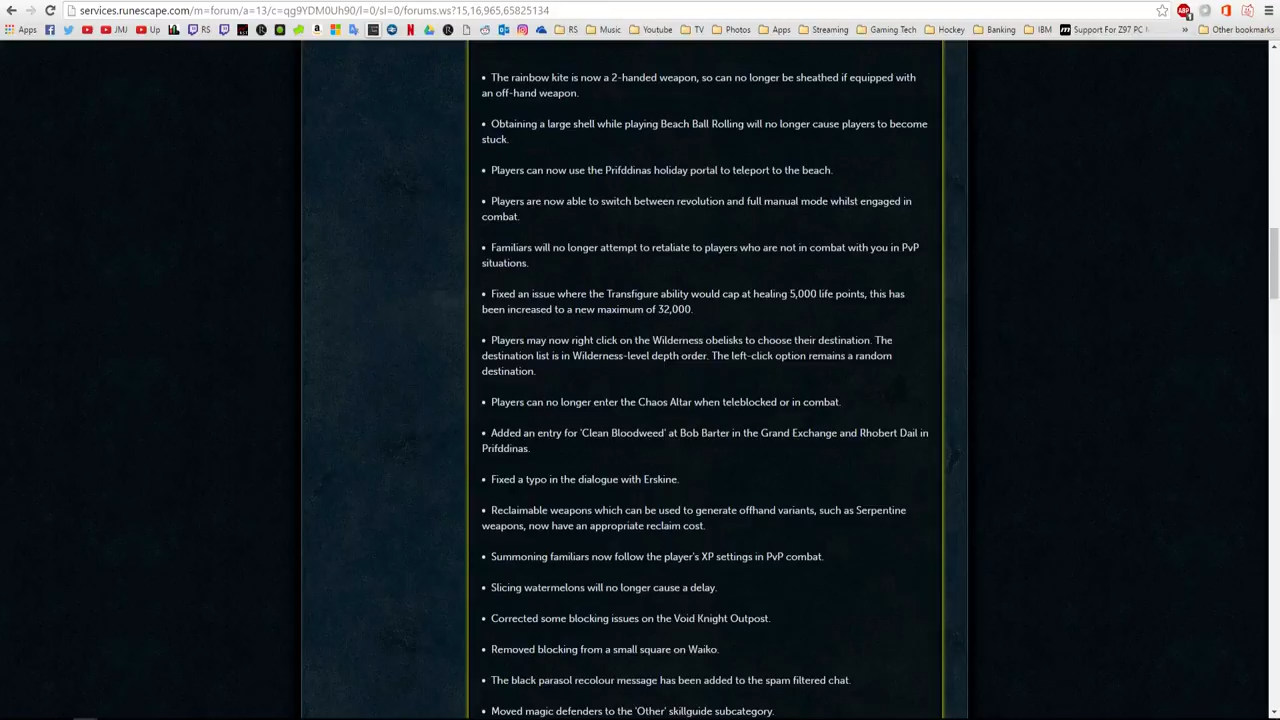 services.runescape.com/m=forum/a=13/c=qg9YDM0Uh90/l=0/sl=0/forums.ws?15,16,965,65825134
Apps JMJ Up RS RS Music Youtube TV Photos Apps Streaming Gaming Tech Hockey Banking IBM Support For Z97 PC » Other bookmarks
• The rainbow kite is now a 2-handed weapon, so can no longer be sheathed if equipped with
an off-hand weapon.
• Obtaining a large shell while playing Beach Ball Rolling will no longer cause players to become
stuck.
• Players can now use the Prifddinas holiday portal to teleport to the beach.
• Players are now able to switch between revolution and full manual mode whilst engaged in
combat.
• Familiars will no longer attempt to retaliate to players who are not in combat with you in PvP
situations.
• Fixed an issue where the Transfigure ability would cap at healing 5,000 life points, this has
been increased to a new maximum of 32,000.
• Players may now right click on the Wilderness obelisks to choose their destination. The
destination list is in Wilderness-level depth order. The left-click option remains a random
destination.
• Players can no longer enter the Chaos Altar when teleblocked or in combat.
• Added an entry for 'Clean Bloodweed' at Bob Barter in the Grand Exchange and Rhobert Dail in
Prifddinas.
• Fixed a typo in the dialogue with Erskine.
• Reclaimable weapons which can be used to generate offhand variants, such as Serpentine
weapons, now have an appropriate reclaim cost.
• Summoning familiars now follow the player's XP settings in PvP combat.
• Slicing watermelons will no longer cause a delay.
• Corrected some blocking issues on the Void Knight Outpost.
• Removed blocking from a small square on Waiko.
• The black parasol recolour message has been added to the spam filtered chat.
• Moved magic defenders to the 'Other' skillguide subcategory.